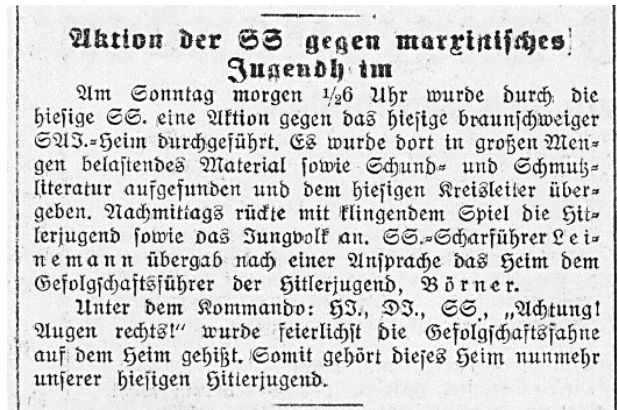 Aktion der SS gegen marxistisches
Jugendh im
Am Sonntag morgen ½6 Uhr wurde durch die
hiesige SS. eine Aktion gegen das hiesige braunschweiger
SAJ.-Heim durchgeführt. Es wurde dort in großen Men-
gen belastendes Material sowie Schund- und Schmutz-
literatur aufgefunden und dem hiesigen Kreisleiter über-
geben. Nachmittags rückte mit klingendem Spiel die Hit-
lerjugend sowie das Jungvolk an. SS.-Scharführer Lei-
nemann übergab nach einer Ansprache das Heim dem
Gefolgschaftsführer der Hitlerjugend, Börner.
Unter dem Kommando: HJ., DJ., SS., „Achtung!
Augen rechts!“ wurde feierlichst die Gefolgschaftsfahne
auf dem Heim gehißt. Somit gehört dieses Heim nunmehr
unserer hiesigen Hitlerjugend.